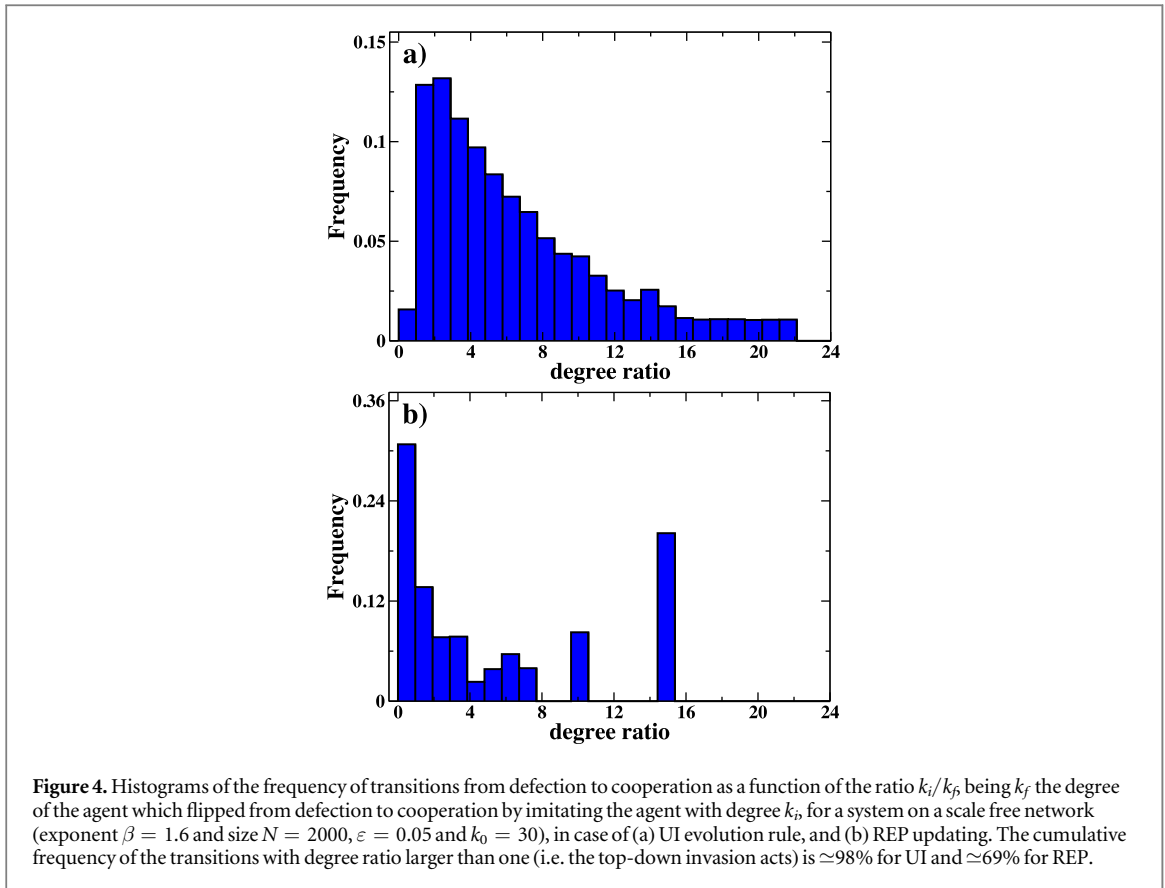 0.15
a)
0.1
Frequency
0.05
0
0 4 8 12 16 20 24
degree ratio
0.36
b)
0.24
Frequency
0.12
0
0 4 8 12 16 20 24
degree ratio
Figure 4. Histograms of the frequency of transitions from defection to cooperation as a function of the ratio k_i/k_f, being k_f the degree
of the agent which flipped from defection to cooperation by imitating the agent with degree k_i, for a system on a scale free network
(exponent β = 1.6 and size N = 2000, ε = 0.05 and k_0 = 30), in case of (a) UI evolution rule, and (b) REP updating. The cumulative
frequency of the transitions with degree ratio larger than one (i.e. the top-down invasion acts) is ≃98% for UI and ≃69% for REP.